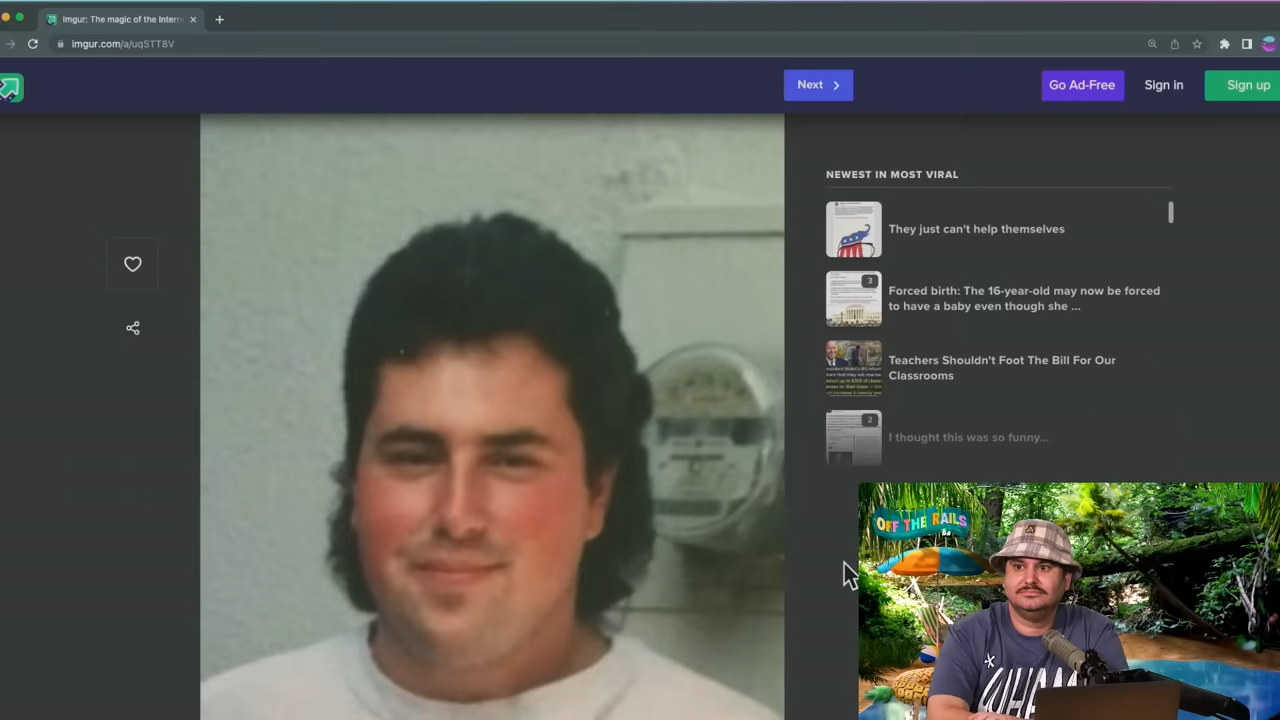 Imgur: The magic of the Intern
imgur.com/a/uqSTT8V
Next
Go Ad-Free
Sign in
Sign up
NEWEST IN MOST VIRAL
They just can't help themselves
3
Forced birth: The 16-year-old may now be forced
to have a baby even though she ...
Teachers Shouldn't Foot The Bill For Our
Classrooms
2
I thought this was so funny...
OFF THE RAILS
WHAM